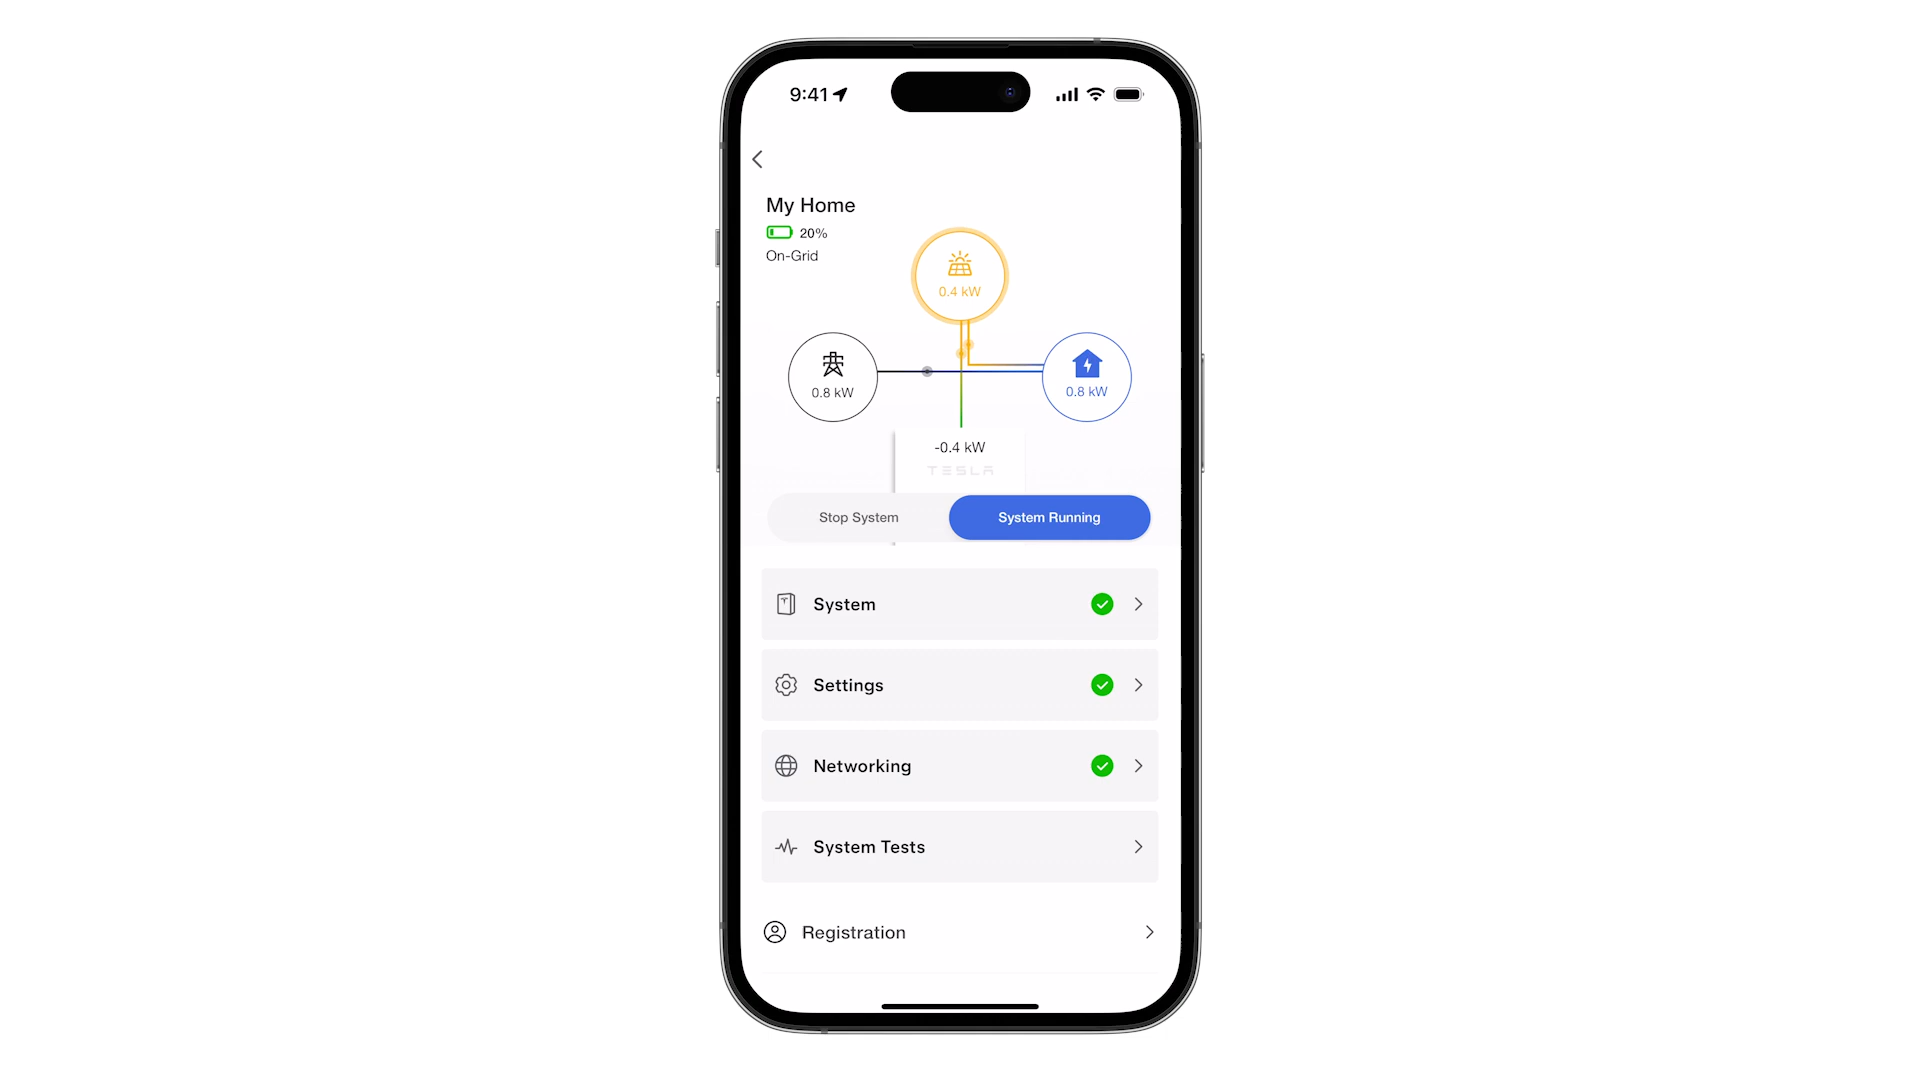 9:41
My Home
20%
On-Grid
0.4 kW
0.8 kW
0.8 kW
-0.4 kW
TESLA
Stop System
System Running
System
Settings
Networking
System Tests
Registration